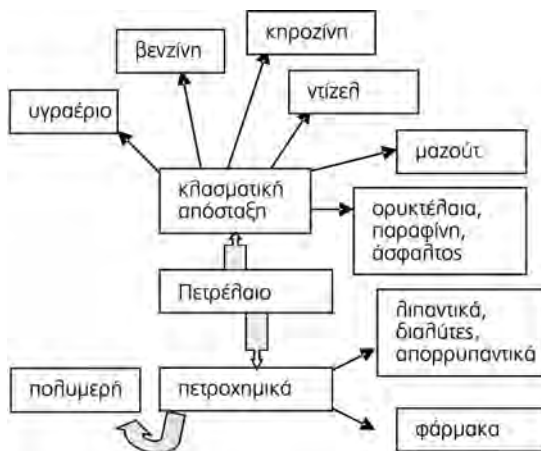 κηροζίνη
βενζίνη
ντίζελ
υγραέριο
μαζούτ
κλασματική
απόσταξη
ορυκτέλαια,
παραφίνη,
άσφαλτος
Πετρέλαιο
λιπαντικά,
διαλύτες,
απορρυπαντικά
πολυμερή
πετροχημικά
φάρμακα